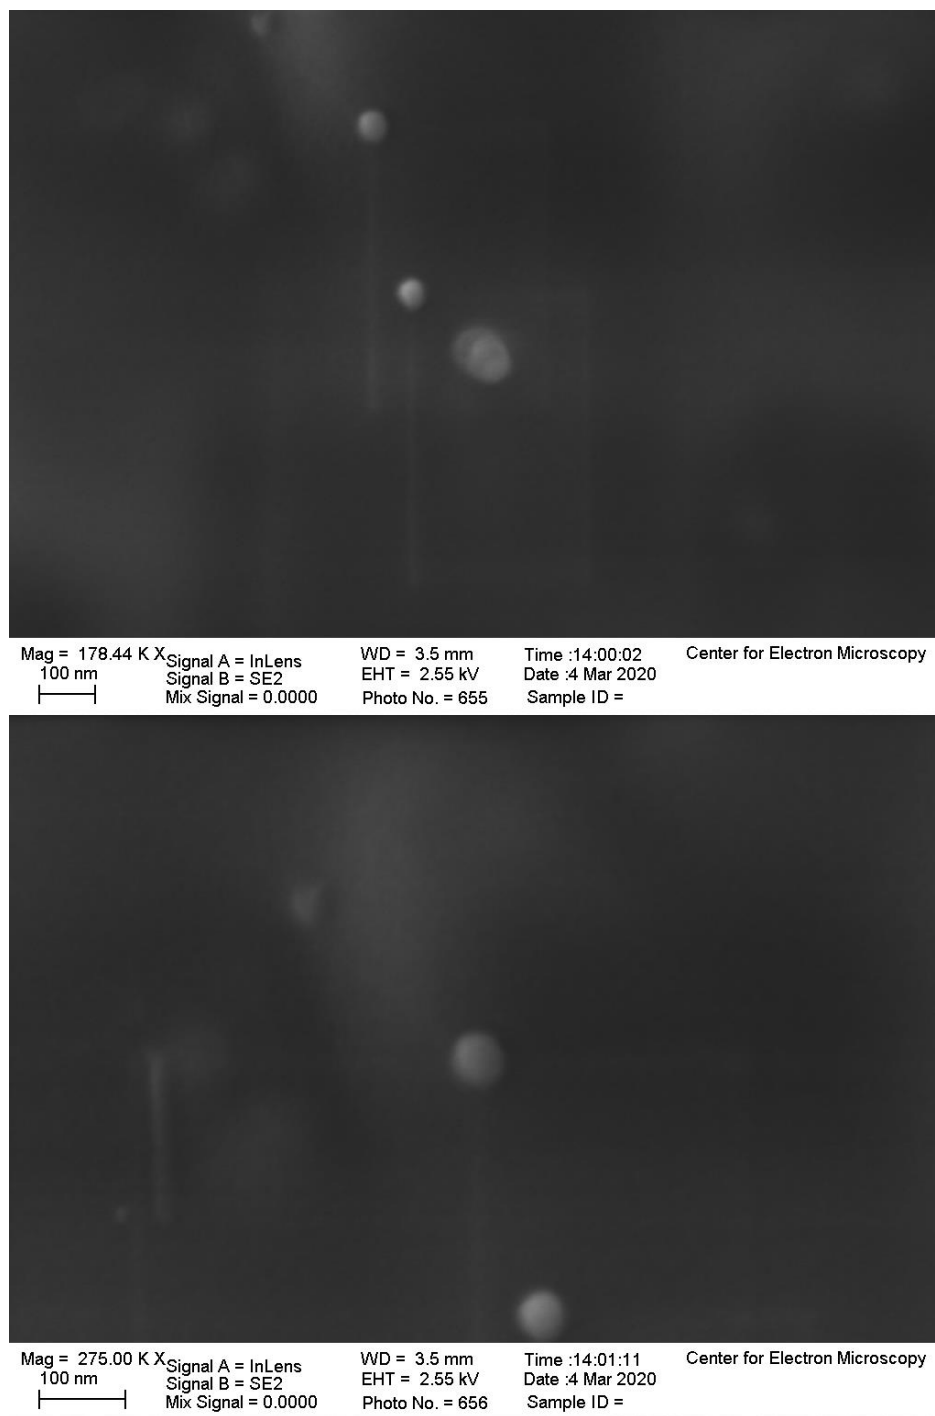 Mag = 178.44 K X Signal A = InLens WD = 3.5 mm Time :14:00:02 Center for Electron Microscopy
100 nm Signal B = SE2 EHT = 2.55 kV Date :4 Mar 2020
Mix Signal = 0.0000 Photo No. = 655 Sample ID =
Mag = 275.00 K X Signal A = InLens WD = 3.5 mm Time :14:01:11 Center for Electron Microscopy
100 nm Signal B = SE2 EHT = 2.55 kV Date :4 Mar 2020
Mix Signal = 0.0000 Photo No. = 656 Sample ID =